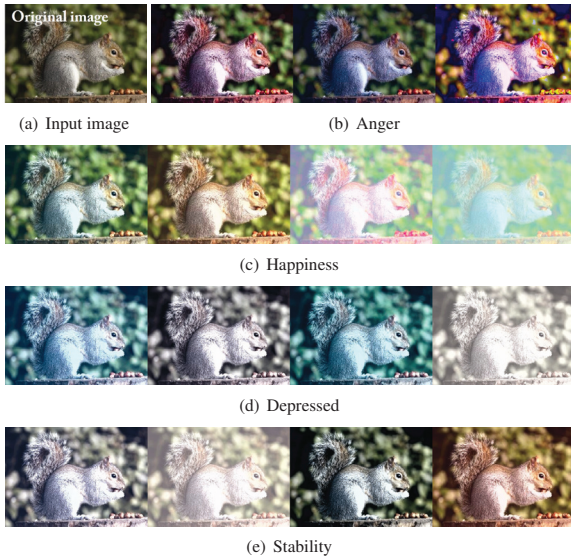 Original image
(a) Input image
(b) Anger
(c) Happiness
(d) Depressed
(e) Stability